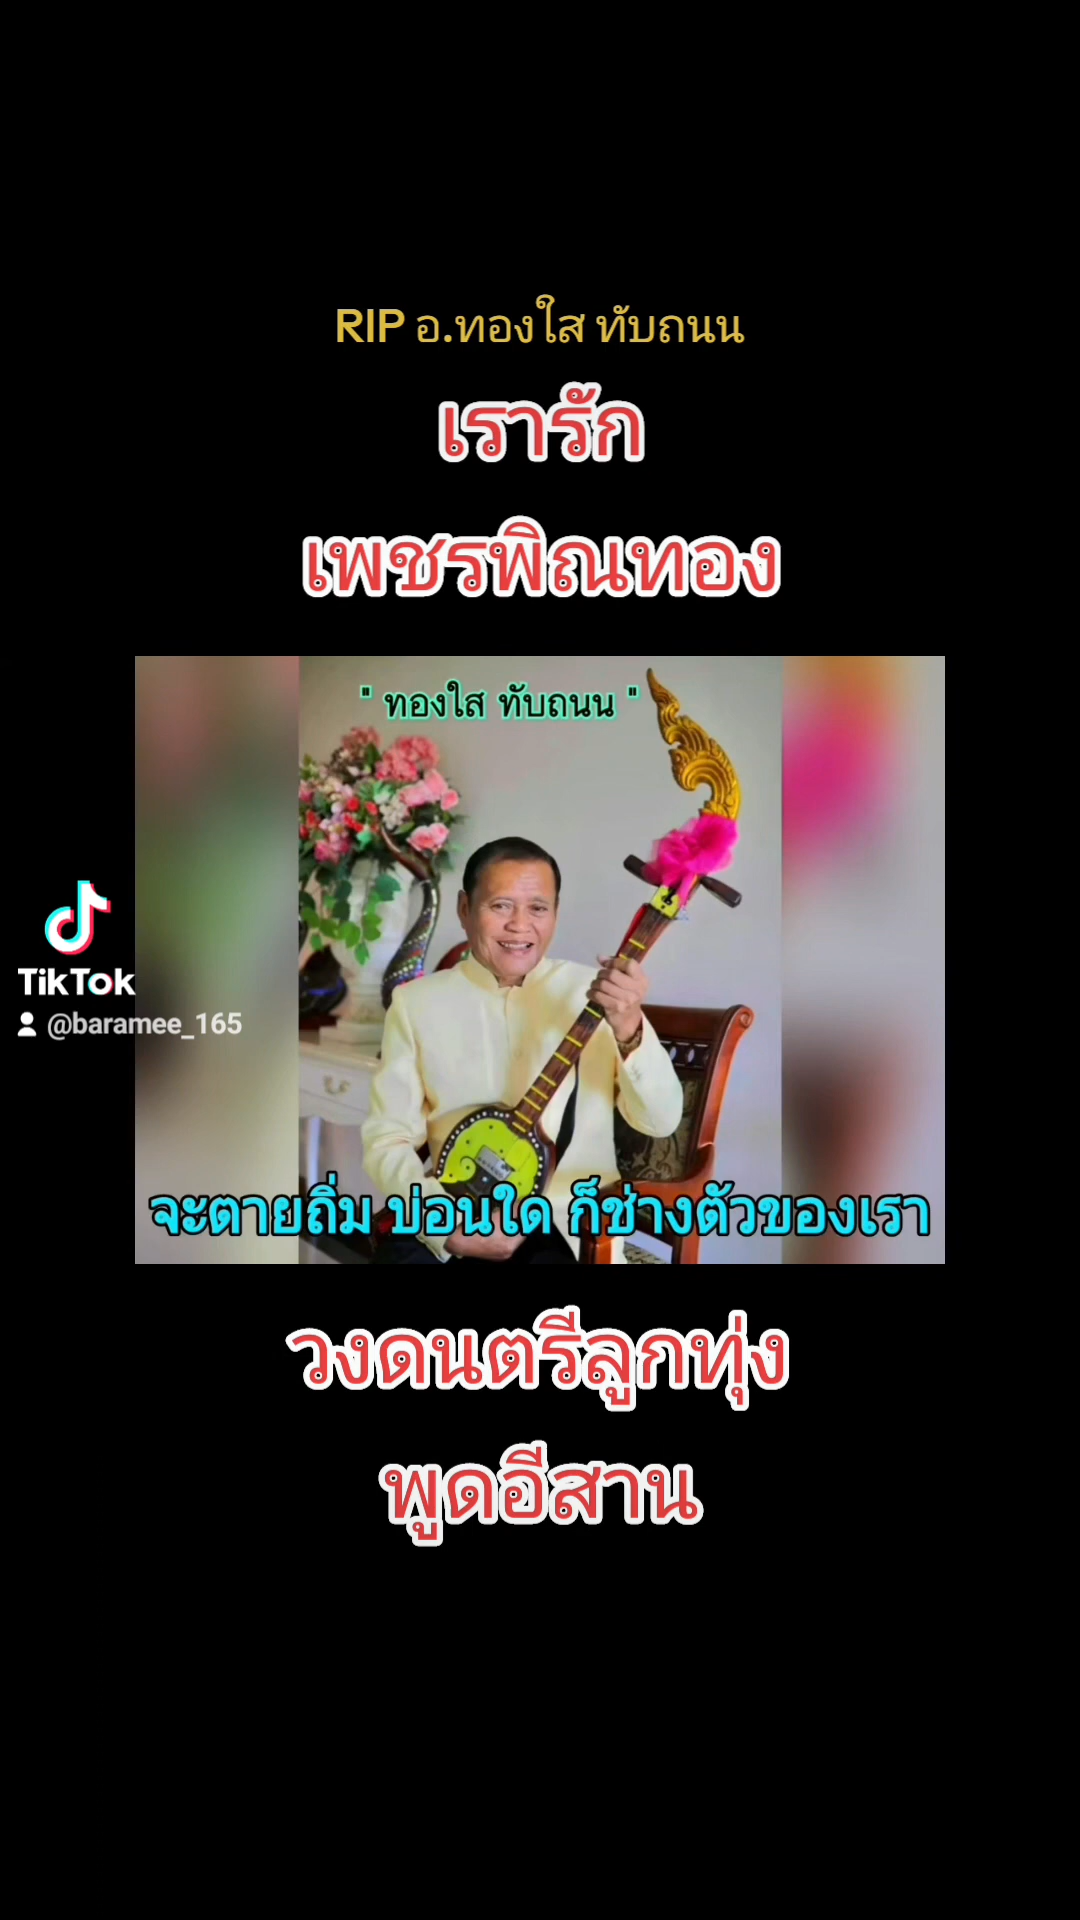 RIP อ.ทองใส ทับถนน
เรารัก
เพชรพิณทอง
" ทองใส ทับถนน "
TikTok
@baramee_165
จะตายถิ่ม บ่อนใด ก็ช่างตัวของเรา
วงดนตรีลูกทุ่ง
พูดอีสาน